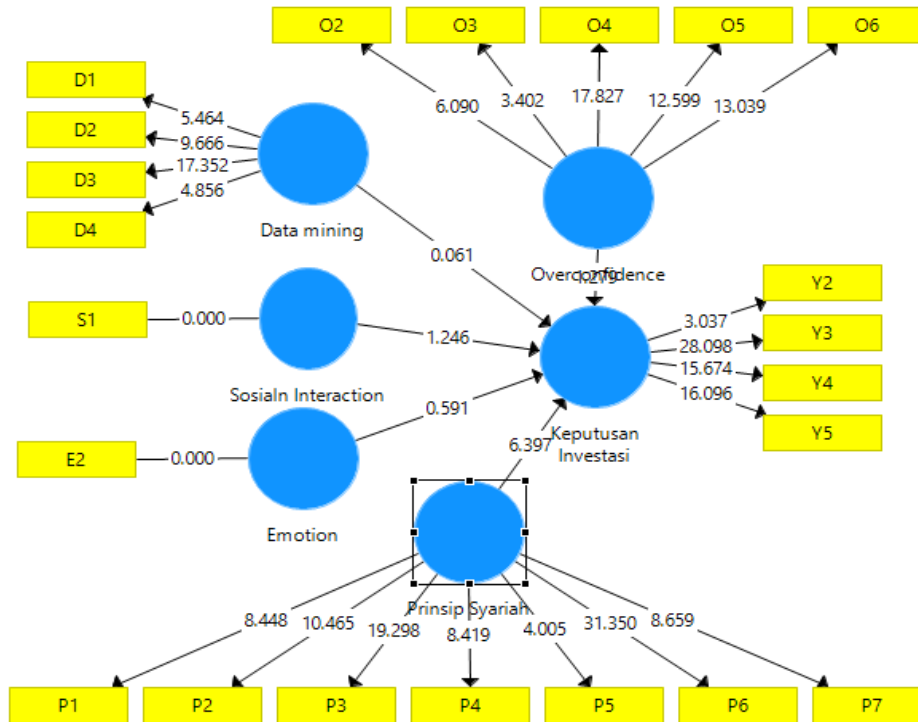 O2 O3 O4 O5 O6
D1
D2
D3
D4
5.464
9.666
17.352
4.856
6.090
3.402
17.827
12.599
13.039
Data mining
Overconfidence
1.279
0.061
S1
0.000
1.246
Sosialn Interaction
Y2
Y3
Y4
Y5
3.037
28.098
15.674
16.096
Keputusan
Investasi
E2
0.000
0.591
Emotion
6.397
Prinsip Syariah
8.448
10.465
19.298
8.419
4.005
31.350
8.659
P1 P2 P3 P4 P5 P6 P7